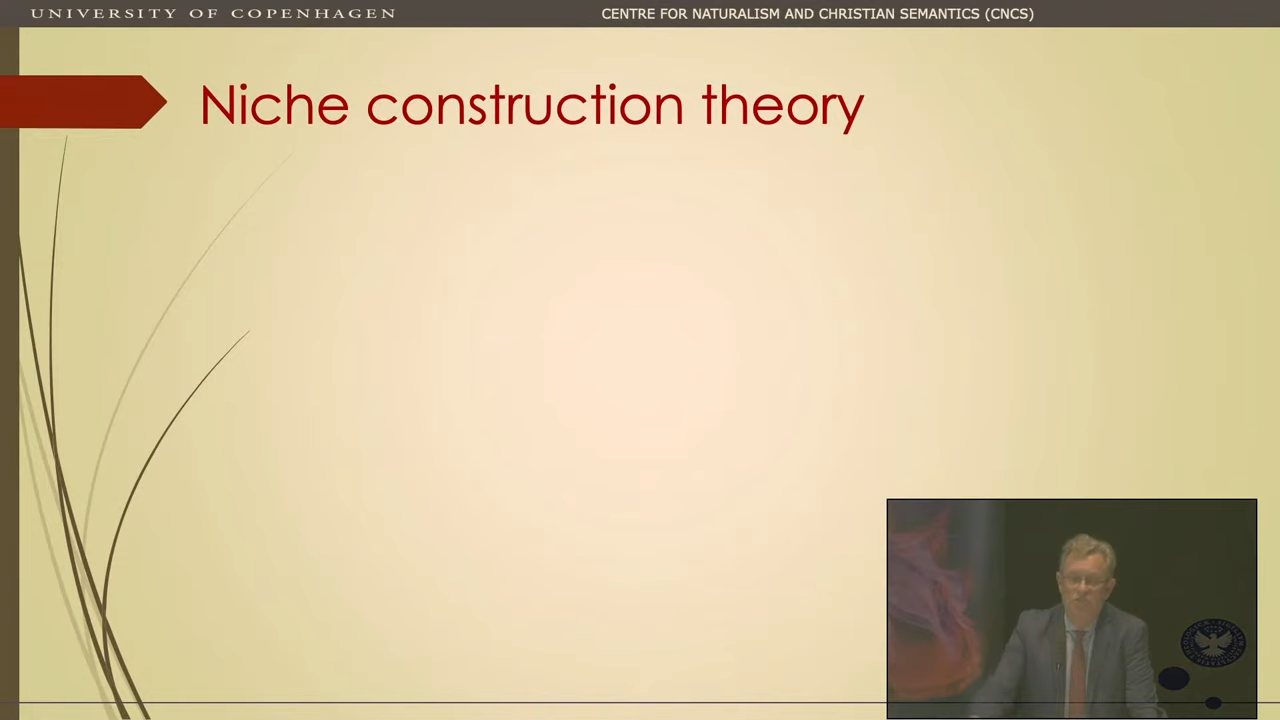 UNIVERSITY OF COPENHAGEN
CENTRE FOR NATURALISM AND CHRISTIAN SEMANTICS (CNCS)
Niche construction theory